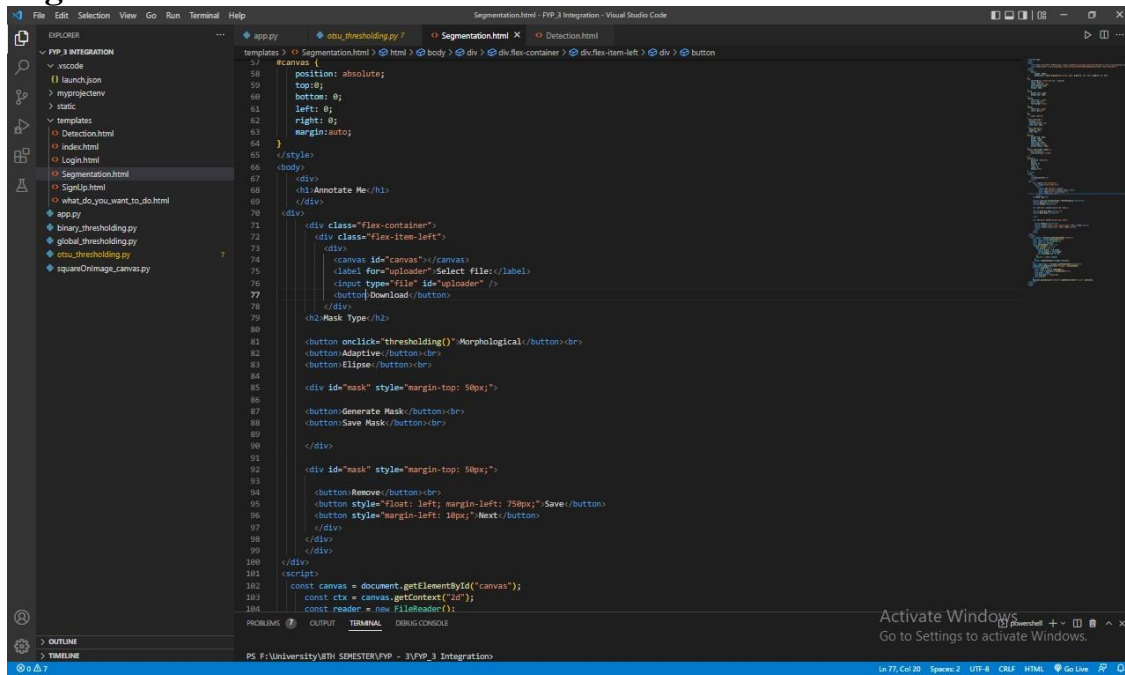 File Edit Selection View Go Run Terminal Help
Segmentation.html - FYP_3 Integration - Visual Studio Code
EXPLORER
FYP_3 INTEGRATION
.vscode
launch.json
myprojectenv
static
templates
Detection.html
index.html
Login.html
Segmentation.html
SignUp.html
what_do_you_want_to_do.html
app.py
binary_thresholding.py
global_thresholding.py
otsu_thresholding.py 7
squareOnImage_canvas.py
OUTLINE
TIMELINE
app.py otsu_thresholding.py 7 Segmentation.html Detection.html
templates > Segmentation.html > html > body > div > div.flex-container > div.flex-item-left > div > button
57 #canvas {
58 position: absolute;
59 top:0;
60 bottom: 0;
61 left: 0;
62 right: 0;
63 margin:auto;
64 }
65 </style>
66 <body>
67 <div>
68 <h1>Annotate Me</h1>
69 </div>
70 <div>
71 <div class="flex-container">
72 <div class="flex-item-left">
73 <div>
74 <canvas id="canvas"></canvas>
75 <label for="uploader">Select file:</label>
76 <input type="file" id="uploader" />
77 <button>Download</button>
78 </div>
79 <h2>Mask Type</h2>
80
81 <button onclick="thresholding()">Morphological</button><br>
82 <button>Adaptive</button><br>
83 <button>Elipse</button><br>
84
85 <div id="mask" style="margin-top: 50px;">
86
87 <button>Generate Mask</button><br>
88 <button>Save Mask</button><br>
89
90 </div>
91
92 <div id="mask" style="margin-top: 50px;">
93
94 <button>Remove</button><br>
95 <button style="float: left; margin-left: 750px;">Save</button>
96 <button style="margin-left: 10px;">Next</button>
97 </div>
98 </div>
99 </div>
100 </div>
101 <script>
102 const canvas = document.getElementById("canvas");
103 const ctx = canvas.getContext("2d");
104 const reader = new FileReader();
PROBLEMS 7 OUTPUT TERMINAL DEBUG CONSOLE
powershell
PS F:\University\8TH SEMESTER\FYP - 3\FYP_3 Integration>
Activate Windows
Go to Settings to activate Windows.
0 7
Ln 77, Col 20 Spaces: 2 UTF-8 CRLF HTML Go Live